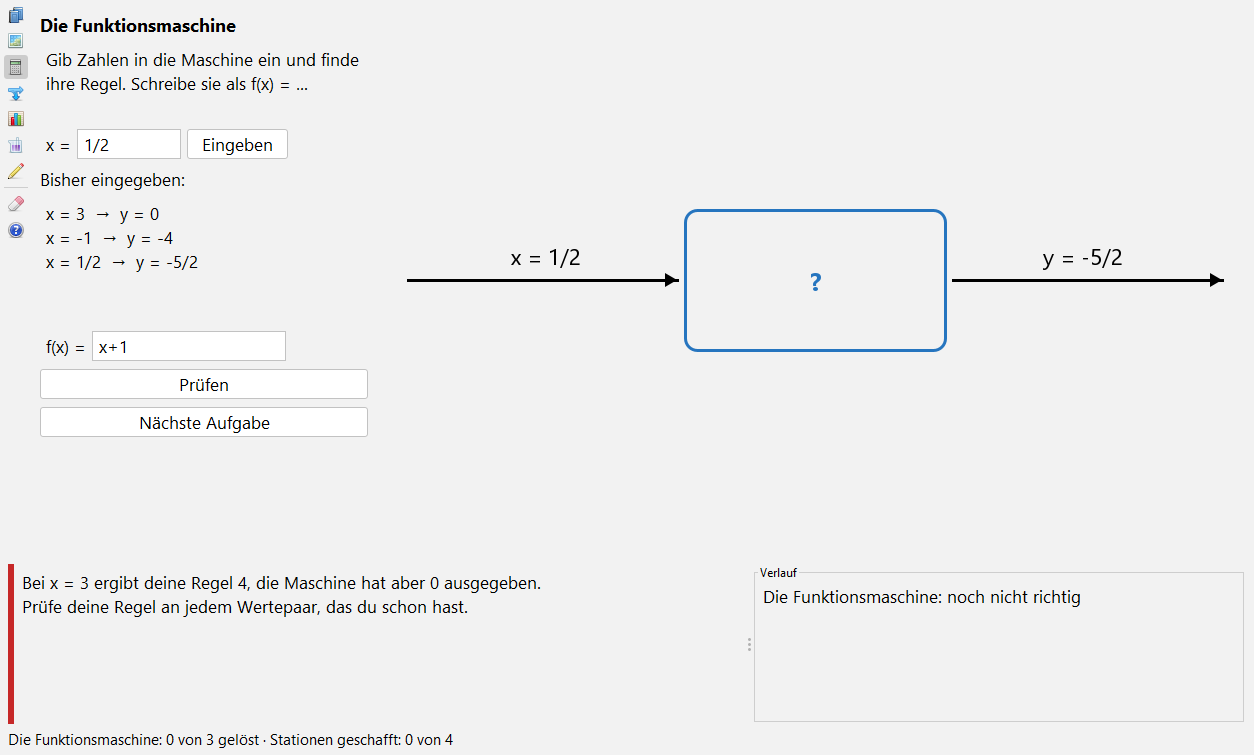 Die Funktionsmaschine
Gib Zahlen in die Maschine ein und finde
ihre Regel. Schreibe sie als f(x) = ...
x = 1/2 Eingeben
Bisher eingegeben:
x = 3 → y = 0
x = -1 → y = -4
x = 1/2 → y = -5/2
f(x) = x+1
Prüfen
Nächste Aufgabe
x = 1/2
?
y = -5/2
Bei x = 3 ergibt deine Regel 4, die Maschine hat aber 0 ausgegeben.
Prüfe deine Regel an jedem Wertepaar, das du schon hast.
Verlauf
Die Funktionsmaschine: noch nicht richtig
Die Funktionsmaschine: 0 von 3 gelöst · Stationen geschafft: 0 von 4